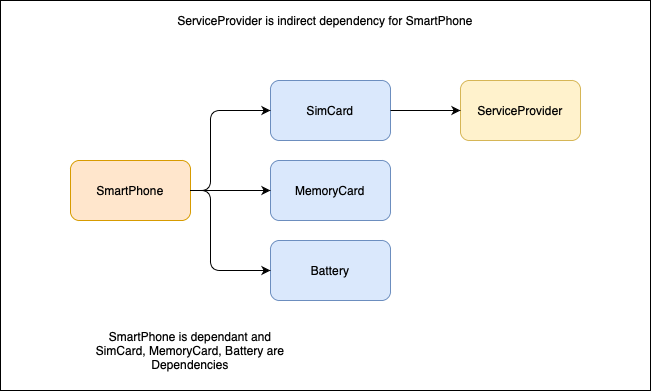 ServiceProvider is indirect dependency for SmartPhone
SimCard
ServiceProvider
SmartPhone
MemoryCard
Battery
SmartPhone is dependant and
SimCard, MemoryCard, Battery are
Dependencies